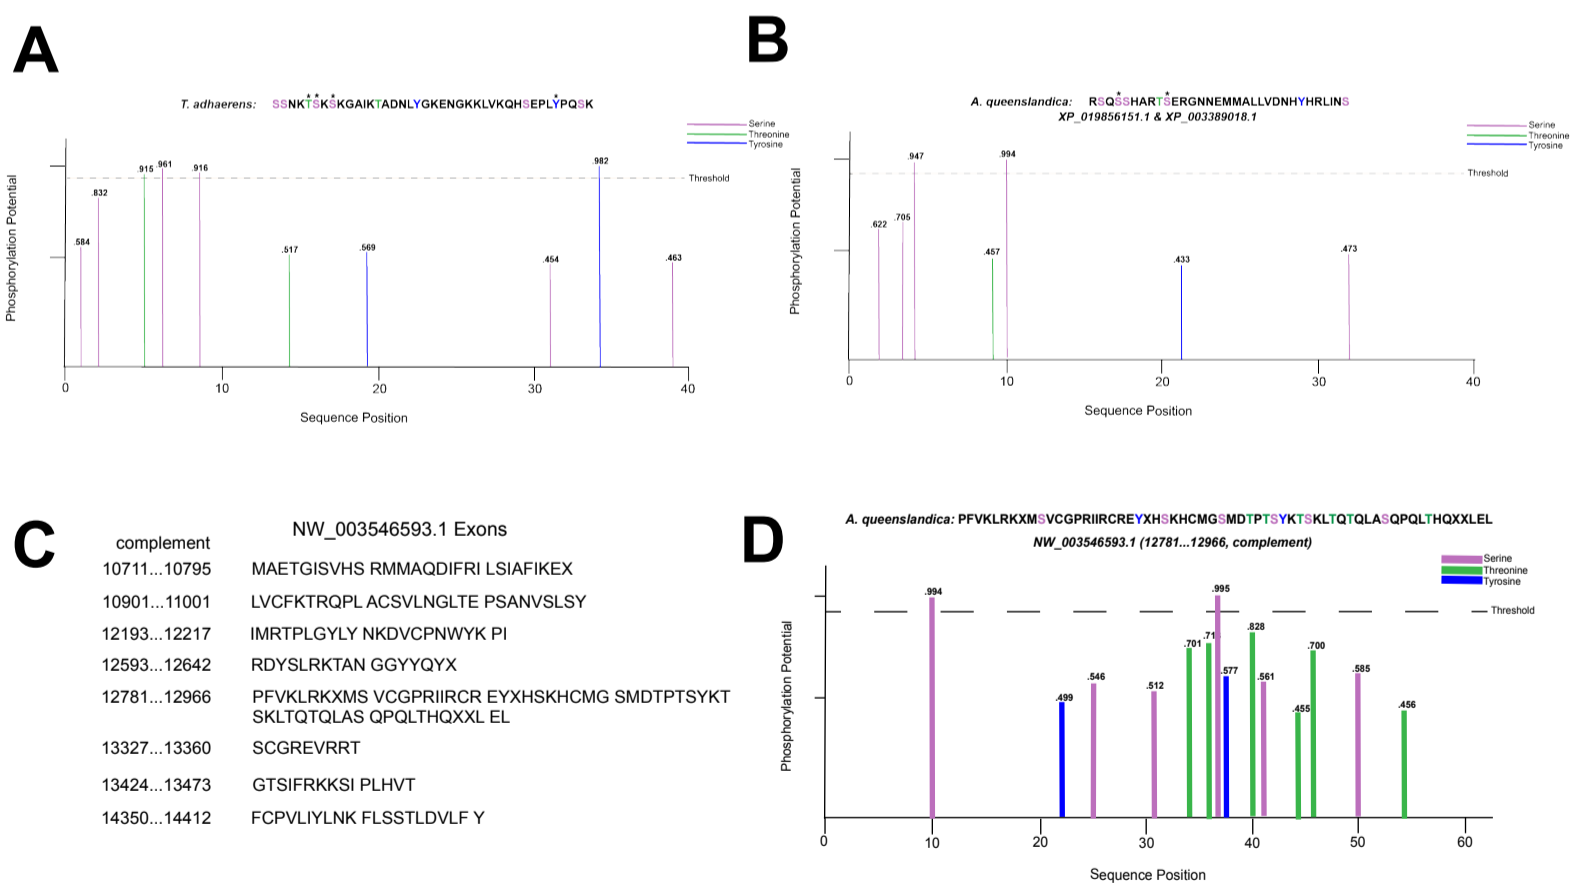 A
T. adhaerens: SSNKTSKSKGAIKTADNLYGKENGKKLVKQHSEPLYPQSK
* * * *
Serine
Threonine
Tyrosine
Threshold
Phosphorylation Potential
.584
.832
.915
.961
.916
.517
.569
.454
.982
.463
0
10
20
30
40
Sequence Position
B
A. queenslandica: RSQSSHARTSERGNNEMMALLVDNHYHRLINS
* *
XP_019856151.1 & XP_003389018.1
Serine
Threonine
Tyrosine
Threshold
Phosphorylation Potential
.622
.705
.947
.457
.994
.433
.473
0
10
20
30
40
Sequence Position
C
NW_003546593.1 Exons
complement
10711...10795 MAETGISVHS RMMAQDIFRI LSIAFIKEX
10901...11001 LVCFKTRQPL ACSVLNGLTE PSANVSLSY
12193...12217 IMRTPLGYLY NKDVCPNWYK PI
12593...12642 RDYSLRKTAN GGYYQYX
12781...12966 PFVKLRKXMS VCGPRIIRCR EYXHSKHCMG SMDTPTSYKT
SKLTQTQLAS QPQLTHQXXL EL
13327...13360 SCGREVRRT
13424...13473 GTSIFRKKSI PLHVT
14350...14412 FCPVLIYLNK FLSSTLDVLF Y
D
A. queenslandica: PFVKLRKXMSVCGPRIIRCREYXHSKHCMGSMDTPTSYKTSKLTQTQLASQPQLTHQXXLEL
NW_003546593.1 (12781...12966, complement)
Serine
Threonine
Tyrosine
Threshold
Phosphorylation Potential
.994
.499
.546
.512
.701
.71
.995
.577
.828
.561
.455
.700
.585
.456
0
10
20
30
40
50
60
Sequence Position